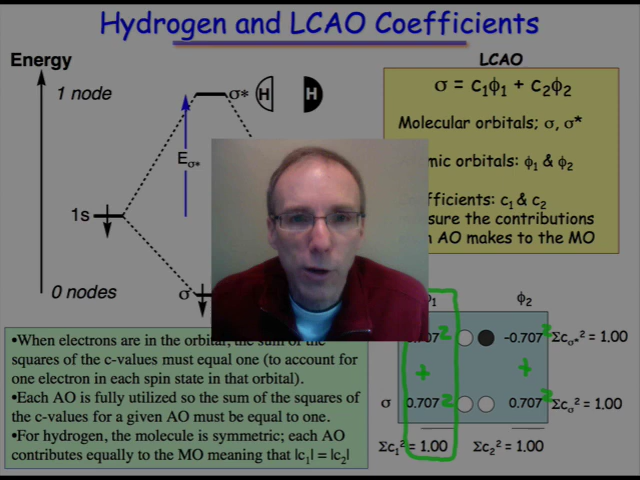 Hydrogen and LCAO Coefficients
Energy
1 node
σ*
H
H
E σ*
1s
σ
0 nodes
LCAO
σ = c₁ϕ₁ + c₂ϕ₂
Molecular orbitals; σ, σ*
orbitals: ϕ₁ & ϕ₂
c₁ & c₂
the contributions
AO makes to the MO
•When electrons are in the orbital, the sum of the
squares of the c-values must equal one (to account for
one electron in each spin state in that orbital).
•Each AO is fully utilized so the sum of the squares of
the c-values for a given AO must be equal to one.
•For hydrogen, the molecule is symmetric; each AO
contributes equally to the MO meaning that |c₁| = |c₂|
ϕ₂
2 -0.707 2 Σcσ*² = 1.00
+ +
σ 0.707 2 0.707 2 Σcσ² = 1.00
Σc₁² = 1.00 Σc₂² = 1.00